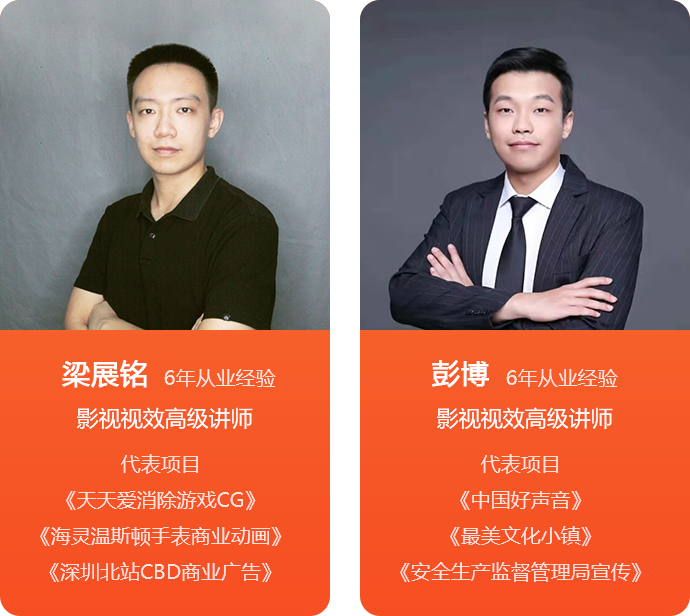 梁展铭 6年从业经验
影视视效高级讲师
代表项目
《天天爱消除游戏CG》
《海灵温斯顿手表商业动画》
《深圳北站CBD商业广告》
彭博 6年从业经验
影视视效高级讲师
代表项目
《中国好声音》
《最美文化小镇》
《安全生产监督管理局宣传》